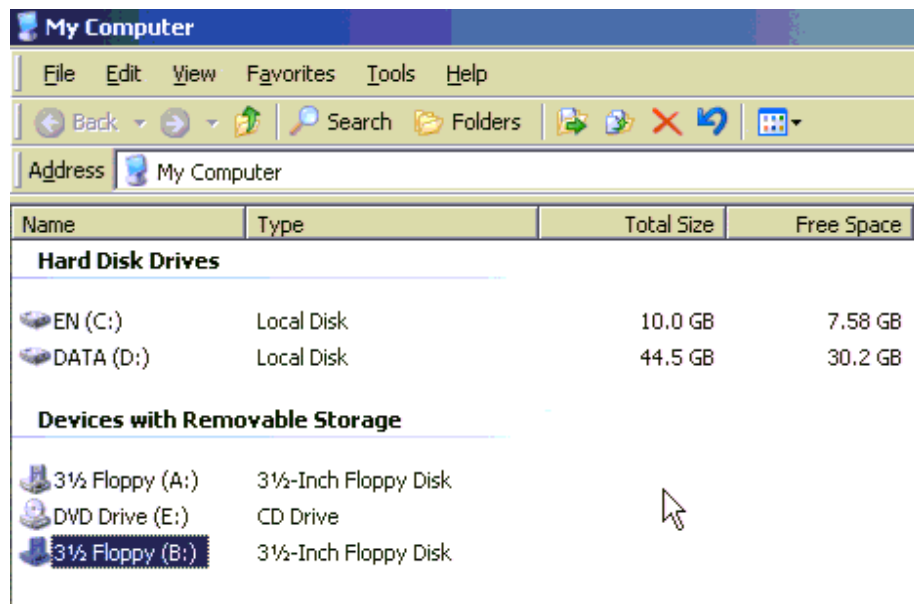 My Computer
File Edit View Favorites Tools Help
Back Search Folders
Address My Computer
Name Type Total Size Free Space
Hard Disk Drives
EN (C:) Local Disk 10.0 GB 7.58 GB
DATA (D:) Local Disk 44.5 GB 30.2 GB
Devices with Removable Storage
3½ Floppy (A:) 3½-Inch Floppy Disk
DVD Drive (E:) CD Drive
3½ Floppy (B:) 3½-Inch Floppy Disk